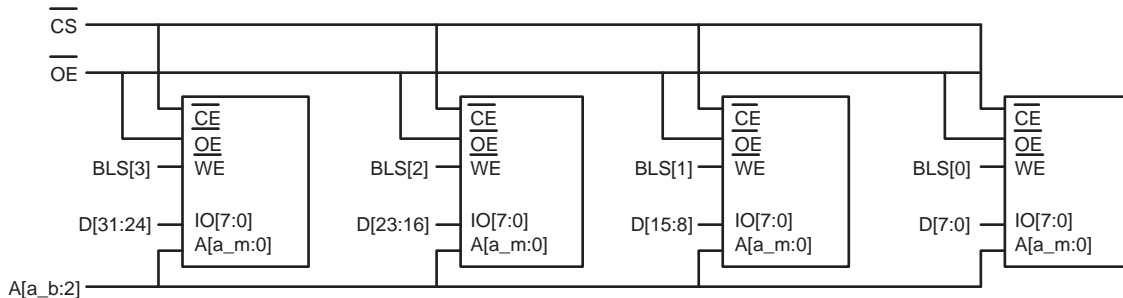 CS
OE
CE
OE
BLS[3]
WE
D[31:24]
IO[7:0]
A[a_m:0]
CE
OE
BLS[2]
WE
D[23:16]
IO[7:0]
A[a_m:0]
CE
OE
BLS[1]
WE
D[15:8]
IO[7:0]
A[a_m:0]
CE
OE
BLS[0]
WE
D[7:0]
IO[7:0]
A[a_m:0]
A[a_b:2]